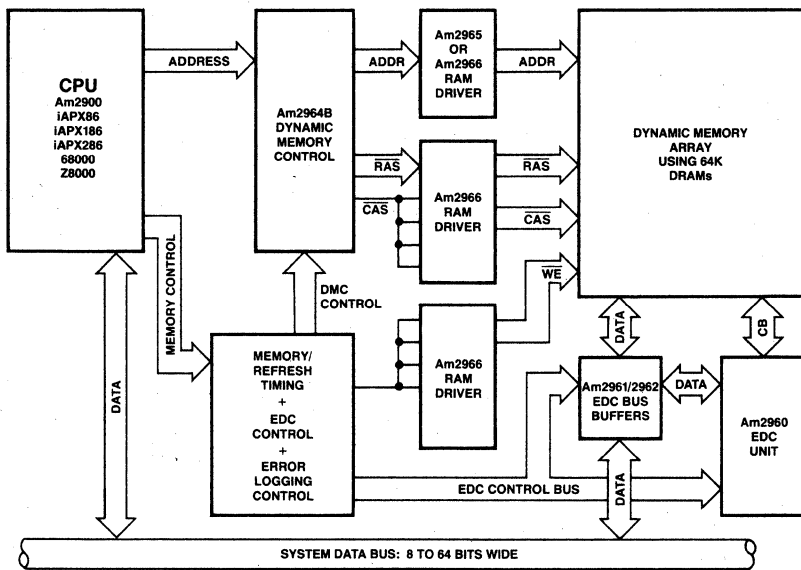 CPU
Am2900
iAPX86
iAPX186
iAPX286
68000
Z8000
ADDRESS
MEMORY CONTROL
DATA
Am2964B
DYNAMIC
MEMORY
CONTROL
ADDR
RAS
CAS
DMC
CONTROL
Am2965
OR
Am2966
RAM
DRIVER
ADDR
Am2966
RAM
DRIVER
RAS
CAS
WE
DYNAMIC MEMORY
ARRAY
USING 64K
DRAMs
MEMORY/
REFRESH
TIMING
+
EDC
CONTROL
+
ERROR
LOGGING
CONTROL
Am2966
RAM
DRIVER
DATA
CB
Am2961/2962
EDC BUS
BUFFERS
DATA
Am2960
EDC
UNIT
EDC CONTROL BUS
DATA
SYSTEM DATA BUS: 8 TO 64 BITS WIDE